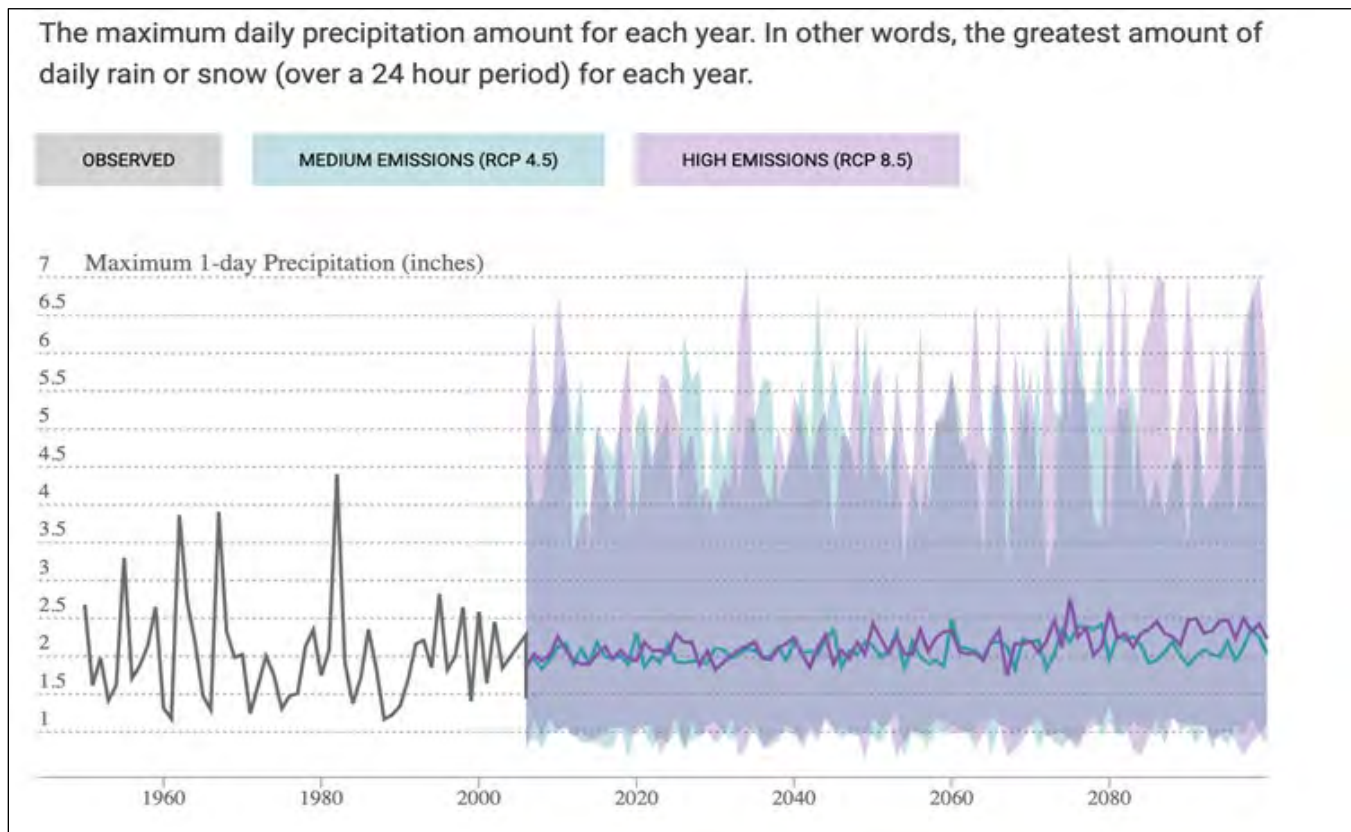 The maximum daily precipitation amount for each year. In other words, the greatest amount of
daily rain or snow (over a 24 hour period) for each year.
OBSERVED MEDIUM EMISSIONS (RCP 4.5) HIGH EMISSIONS (RCP 8.5)
7 Maximum 1-day Precipitation (inches)
6.5
6
5.5
5
4.5
4
3.5
3
2.5
2
1.5
1
1960 1980 2000 2020 2040 2060 2080